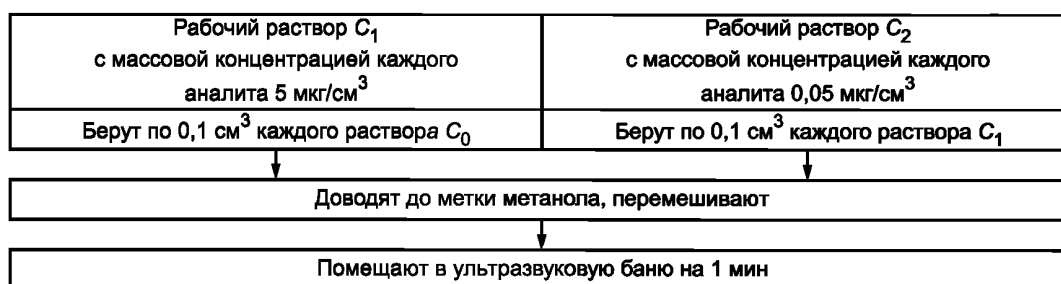 Рабочий раствор C₁
с массовой концентрацией каждого
аналита 5 мкг/см³
Берут по 0,1 см³ каждого раствора C₀
Рабочий раствор C₂
с массовой концентрацией каждого
аналита 0,05 мкг/см³
Берут по 0,1 см³ каждого раствора C₁
Доводят до метки метанола, перемешивают
Помещают в ультразвуковую баню на 1 мин